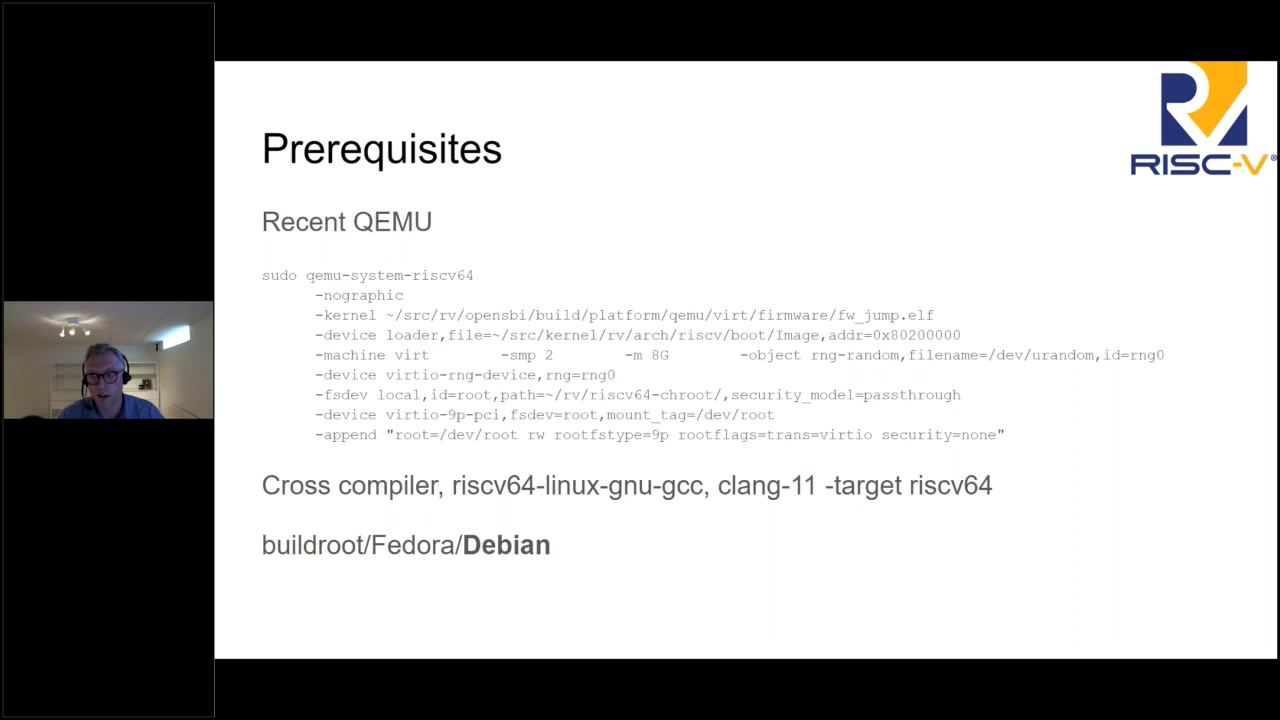 RISC-V®
Prerequisites
Recent QEMU
sudo qemu-system-riscv64
-nographic
-kernel ~/src/rv/opensbi/build/platform/qemu/virt/firmware/fw_jump.elf
-device loader,file=~/src/kernel/rv/arch/riscv/boot/Image,addr=0x80200000
-machine virt -smp 2 -m 8G -object rng-random,filename=/dev/urandom,id=rng0
-device virtio-rng-device,rng=rng0
-fsdev local,id=root,path=~/rv/riscv64-chroot/,security_model=passthrough
-device virtio-9p-pci,fsdev=root,mount_tag=/dev/root
-append "root=/dev/root rw rootfstype=9p rootflags=trans=virtio security=none"
Cross compiler, riscv64-linux-gnu-gcc, clang-11 -target riscv64
buildroot/Fedora/Debian